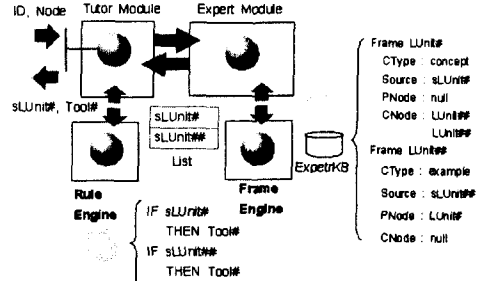 ID, Node
Tutor Module
Expert Module
sLUnit#, Tool#
sLUnit#
sLUnit##
List
Rule
Engine
Frame
Engine
ExpetrKB
IF sLUnit#
THEN Tool#
IF sLUnit##
THEN Tool#
Frame LUnit#
CType : concept
Source : sLUnit#
PNode : null
CNode : LUnit##
LUnit##
Frame LUnit##
CType : example
Source : sLUnit##
PNode : LUnit#
CNode : null